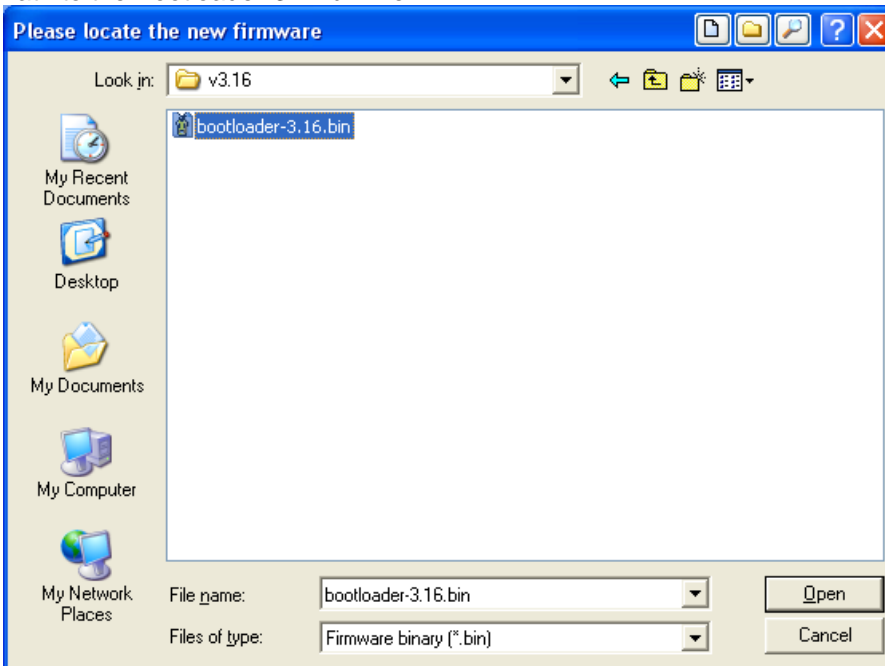 Please locate the new firmware
Look in: v3.16
bootloader-3.16.bin
My Recent
Documents
Desktop
My Documents
My Computer
My Network
Places
File name: bootloader-3.16.bin Open
Files of type: Firmware binary (*.bin) Cancel